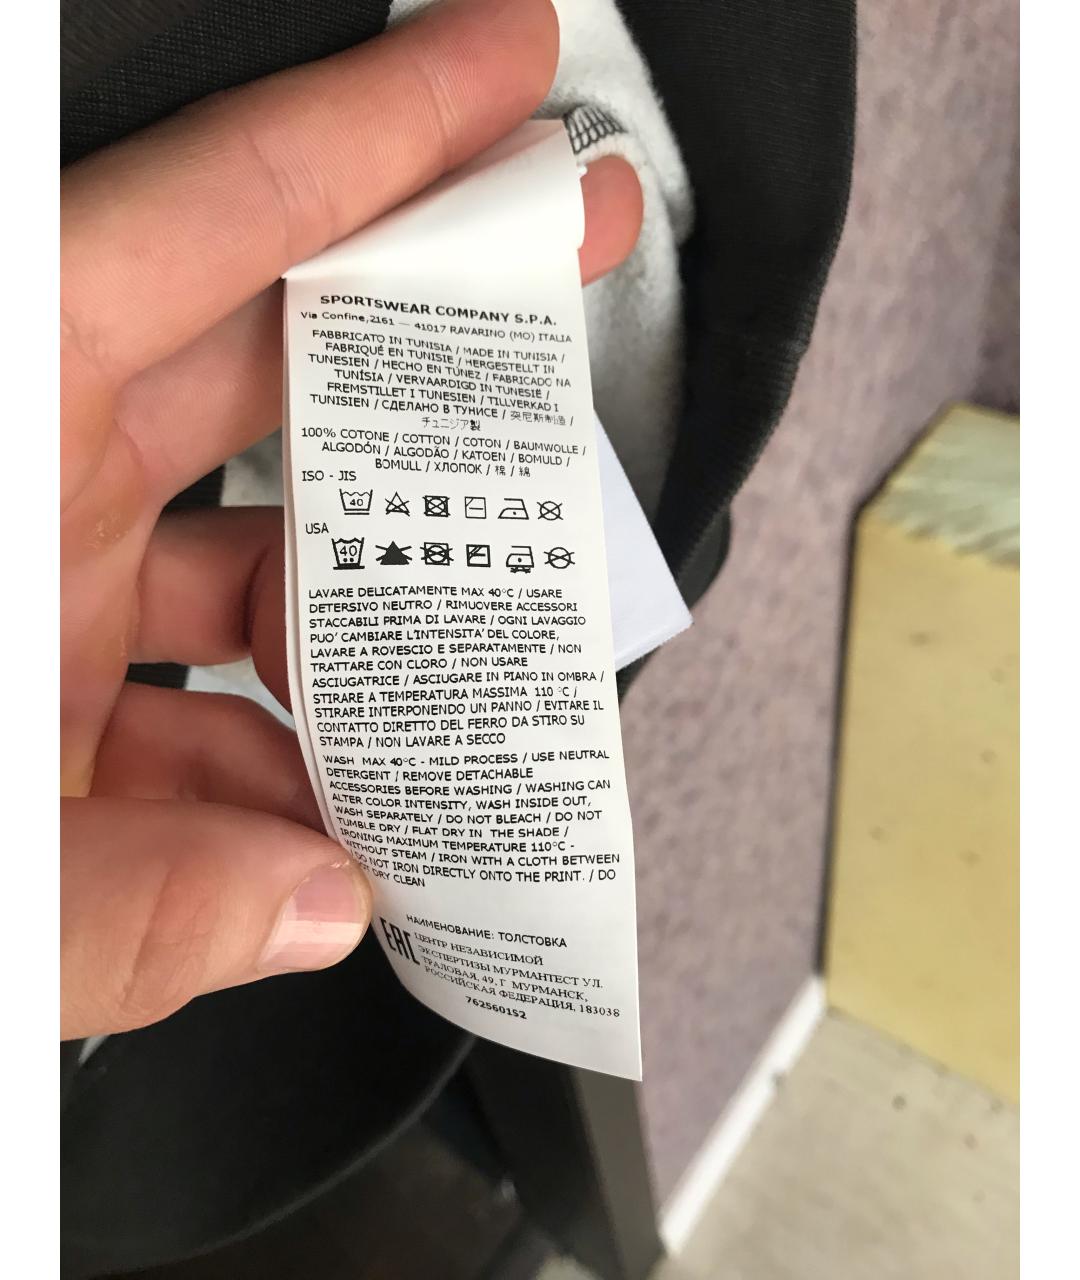 SPORTSWEAR COMPANY S.P.A.
Via Confine,2161 — 41017 RAVARINO (MO) ITALIA
FABBRICATO IN TUNISIA / MADE IN TUNISIA /
FABRIQUÉ EN TUNISIE / HERGESTELLT IN
TUNESIEN / HECHO EN TÚNEZ / FABRICADO NA
TUNÍSIA / VERVAARDIGD IN TUNESIË /
FREMSTILLET I TUNESIEN / TILLVERKAD I
TUNISIEN / СДЕЛАНО В ТУНИСЕ / 突尼斯制造 /
チュニジア製
100% COTONE / COTTON / COTON / BAUMWOLLE /
ALGODÓN / ALGODÃO / KATOEN / BOMULD /
BOMULL / ХЛОПОК / 棉 / 綿
ISO - JIS
40
USA
40
LAVARE DELICATAMENTE MAX 40°C / USARE
DETERSIVO NEUTRO / RIMUOVERE ACCESSORI
STACCABILI PRIMA DI LAVARE / OGNI LAVAGGIO
PUO' CAMBIARE L'INTENSITA' DEL COLORE,
LAVARE A ROVESCIO E SEPARATAMENTE / NON
TRATTARE CON CLORO / NON USARE
ASCIUGATRICE / ASCIUGARE IN PIANO IN OMBRA /
STIRARE A TEMPERATURA MASSIMA 110 °C /
STIRARE INTERPONENDO UN PANNO / EVITARE IL
CONTATTO DIRETTO DEL FERRO DA STIRO SU
STAMPA / NON LAVARE A SECCO
WASH MAX 40°C - MILD PROCESS / USE NEUTRAL
DETERGENT / REMOVE DETACHABLE
ACCESSORIES BEFORE WASHING / WASHING CAN
ALTER COLOR INTENSITY, WASH INSIDE OUT,
WASH SEPARATELY / DO NOT BLEACH / DO NOT
TUMBLE DRY / FLAT DRY IN THE SHADE /
IRONING MAXIMUM TEMPERATURE 110°C -
WITHOUT STEAM / IRON WITH A CLOTH BETWEEN
/ DO NOT IRON DIRECTLY ONTO THE PRINT. / DO
DRY CLEAN
НАИМЕНОВАНИЕ: ТОЛСТОВКА
EAC
ЦЕНТР НЕЗАВИСИМОЙ
ЭКСПЕРТИЗЫ МУРМАНТЕСТ УЛ.
ТРАЛОВАЯ, 49, Г МУРМАНСК,
РОССИЙСКАЯ ФЕДЕРАЦИЯ, 183038
7625601S2